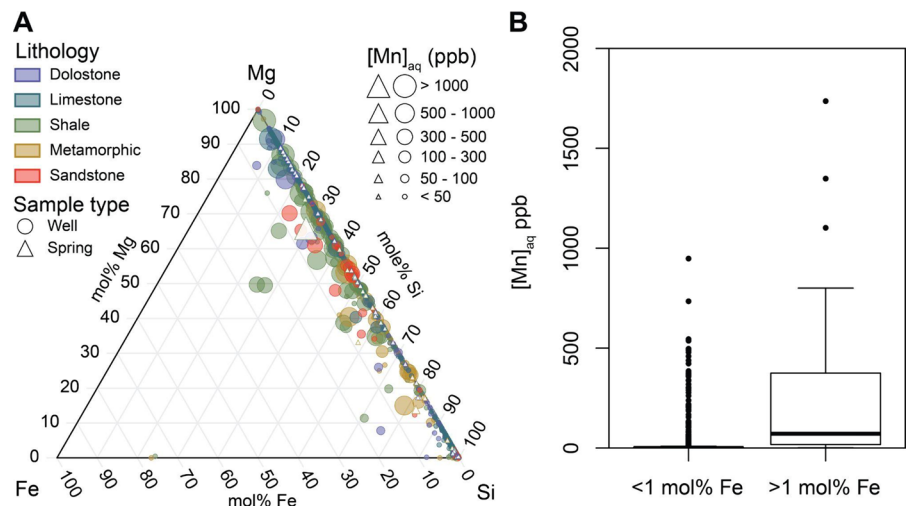 A
Lithology
Dolostone
Limestone
Shale
Metamorphic
Sandstone
Sample type
Well
Spring
Mg
[Mn]aq (ppb)
> 1000
500 - 1000
300 - 500
100 - 300
50 - 100
< 50
100
90
80
70
60
50
40
30
20
10
0
mol% Mg
0
10
20
30
40
50
60
70
80
90
100
mole% Si
100
90
80
70
60
50
40
30
20
10
0
mol% Fe
Fe
Si
B
2000
1500
1000
500
0
[Mn]aq ppb
<1 mol% Fe
>1 mol% Fe